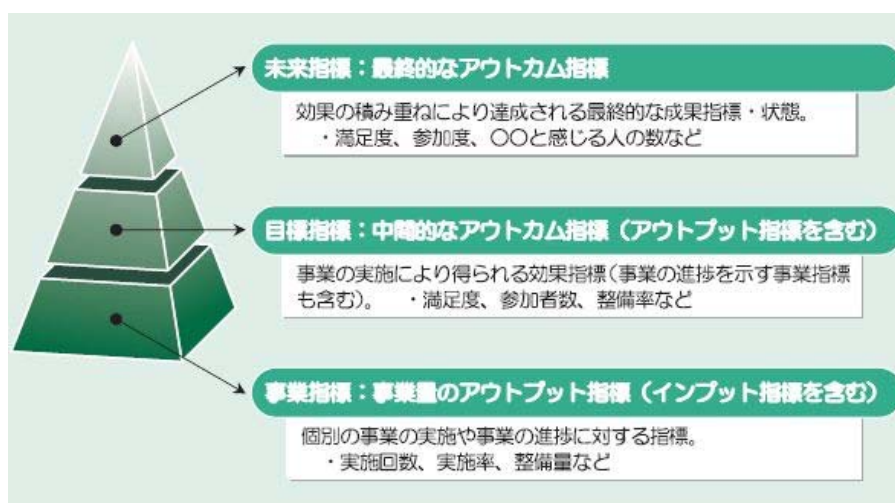 未来指標：最終的なアウトカム指標
効果の積み重ねにより達成される最終的な成果指標・状態。
・満足度、参加度、〇〇と感じる人の数など
目標指標：中間的なアウトカム指標（アウトプット指標を含む）
事業の実施により得られる効果指標（事業の進捗を示す事業指標
も含む）。　・満足度、参加者数、整備率など
事業指標：事業量のアウトプット指標（インプット指標を含む）
個別の事業の実施や事業の進捗に対する指標。
・実施回数、実施率、整備量など